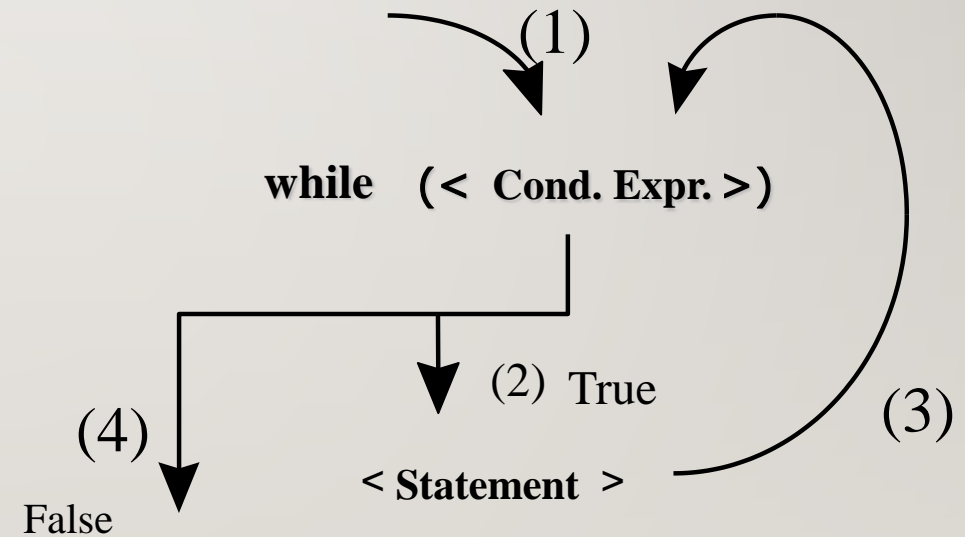 (1)
while (< Cond. Expr. >)
(2) True
(3)
(4)
< Statement >
False